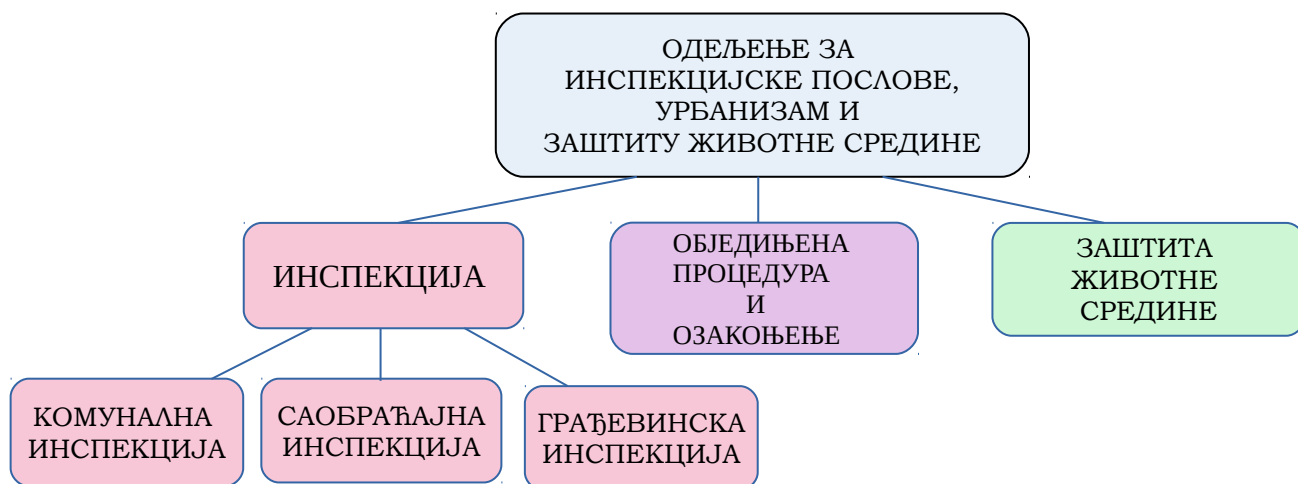 ОДЕЉЕЊЕ ЗА
ИНСПЕКЦИЈСКЕ ПОСЛОВЕ,
УРБАНИЗАМ И
ЗАШТИТУ ЖИВОТНЕ СРЕДИНЕ
ИНСПЕКЦИЈА
ОБЈЕДИЊЕНА
ПРОЦЕДУРА
И
ОЗАКОЊЕЊЕ
ЗАШТИТА
ЖИВОТНЕ
СРЕДИНЕ
КОМУНАЛНА
ИНСПЕКЦИЈА
САОБРАЋАЈНА
ИНСПЕКЦИЈА
ГРАЂЕВИНСКА
ИНСПЕКЦИЈА